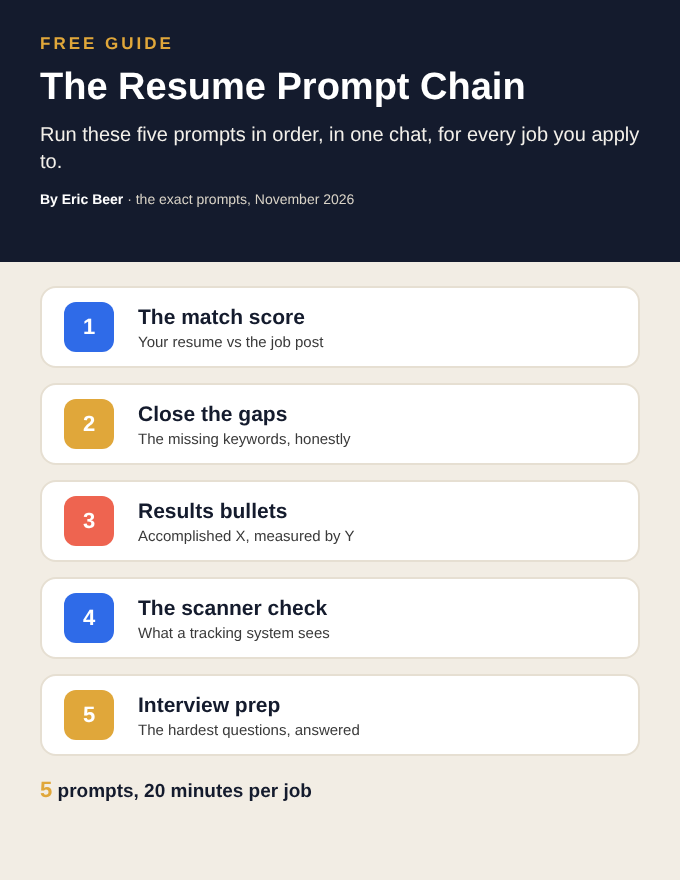 FREE GUIDE
The Resume Prompt Chain
Run these five prompts in order, in one chat, for every job you apply
to.
By Eric Beer · the exact prompts, November 2026
1
The match score
Your resume vs the job post
2
Close the gaps
The missing keywords, honestly
3
Results bullets
Accomplished X, measured by Y
4
The scanner check
What a tracking system sees
5
Interview prep
The hardest questions, answered
5 prompts, 20 minutes per job